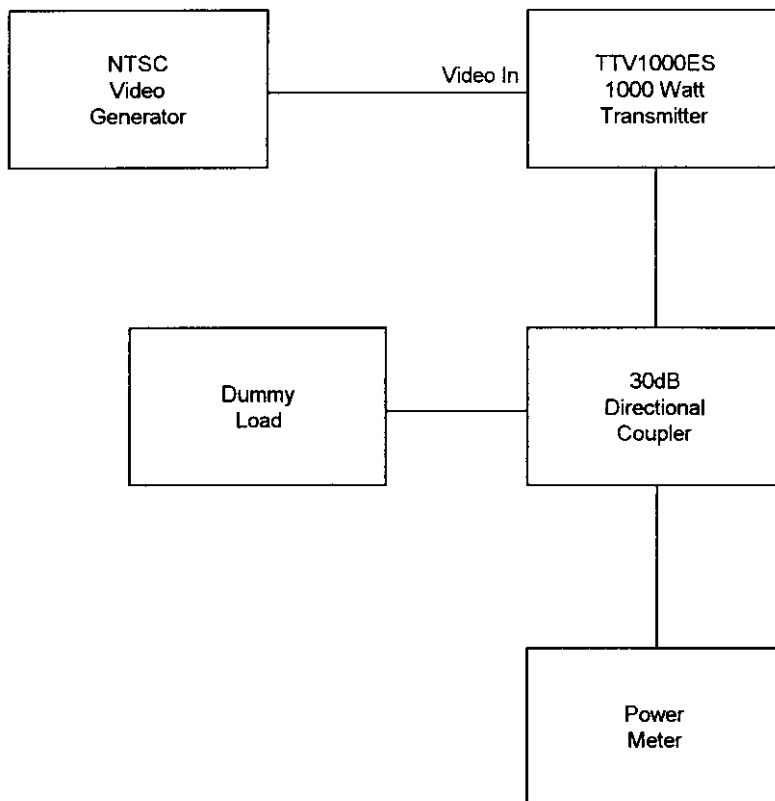 NTSC
Video
Generator
Video In
TTV1000ES
1000 Watt
Transmitter
Dummy
Load
30dB
Directional
Coupler
Power
Meter